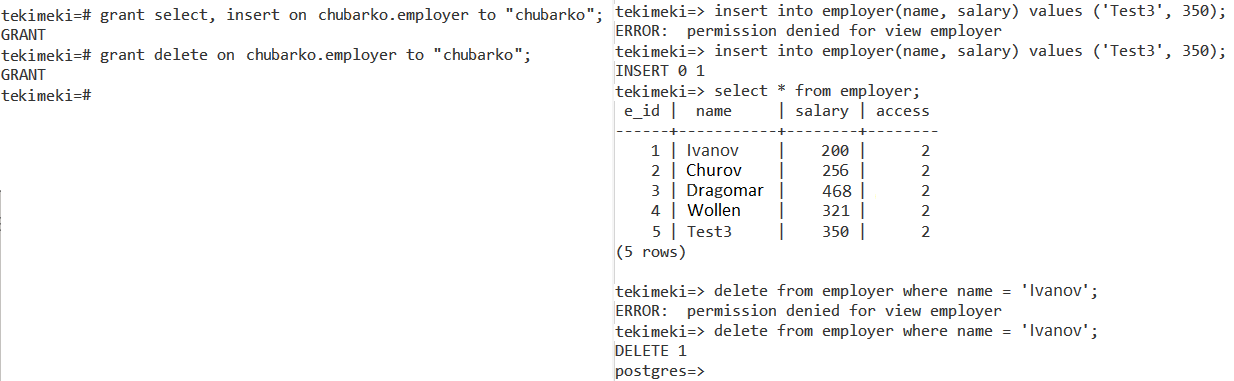 tekimeki=# grant select, insert on chubarko.employer to "chubarko";
GRANT
tekimeki=# grant delete on chubarko.employer to "chubarko";
GRANT
tekimeki=#
tekimeki=> insert into employer(name, salary) values ('Test3', 350);
ERROR:  permission denied for view employer
tekimeki=> insert into employer(name, salary) values ('Test3', 350);
INSERT 0 1
tekimeki=> select * from employer;
 e_id |  name     | salary | access
------+-----------+--------+--------
    1 | Ivanov    |    200 |      2
    2 | Churov    |    256 |      2
    3 | Dragomar  |    468 |      2
    4 | Wollen    |    321 |      2
    5 | Test3     |    350 |      2
(5 rows)
tekimeki=> delete from employer where name = 'Ivanov';
ERROR:  permission denied for view employer
tekimeki=> delete from employer where name = 'Ivanov';
DELETE 1
postgres=>